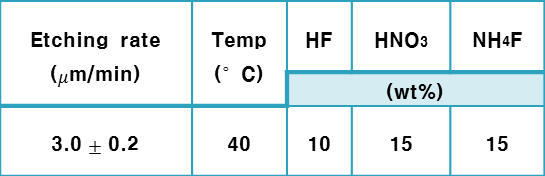 Etching rate Temp HF HNO3 NH4F
(μm/min) (° C)
(wt%)
3.0 ± 0.2 40 10 15 15